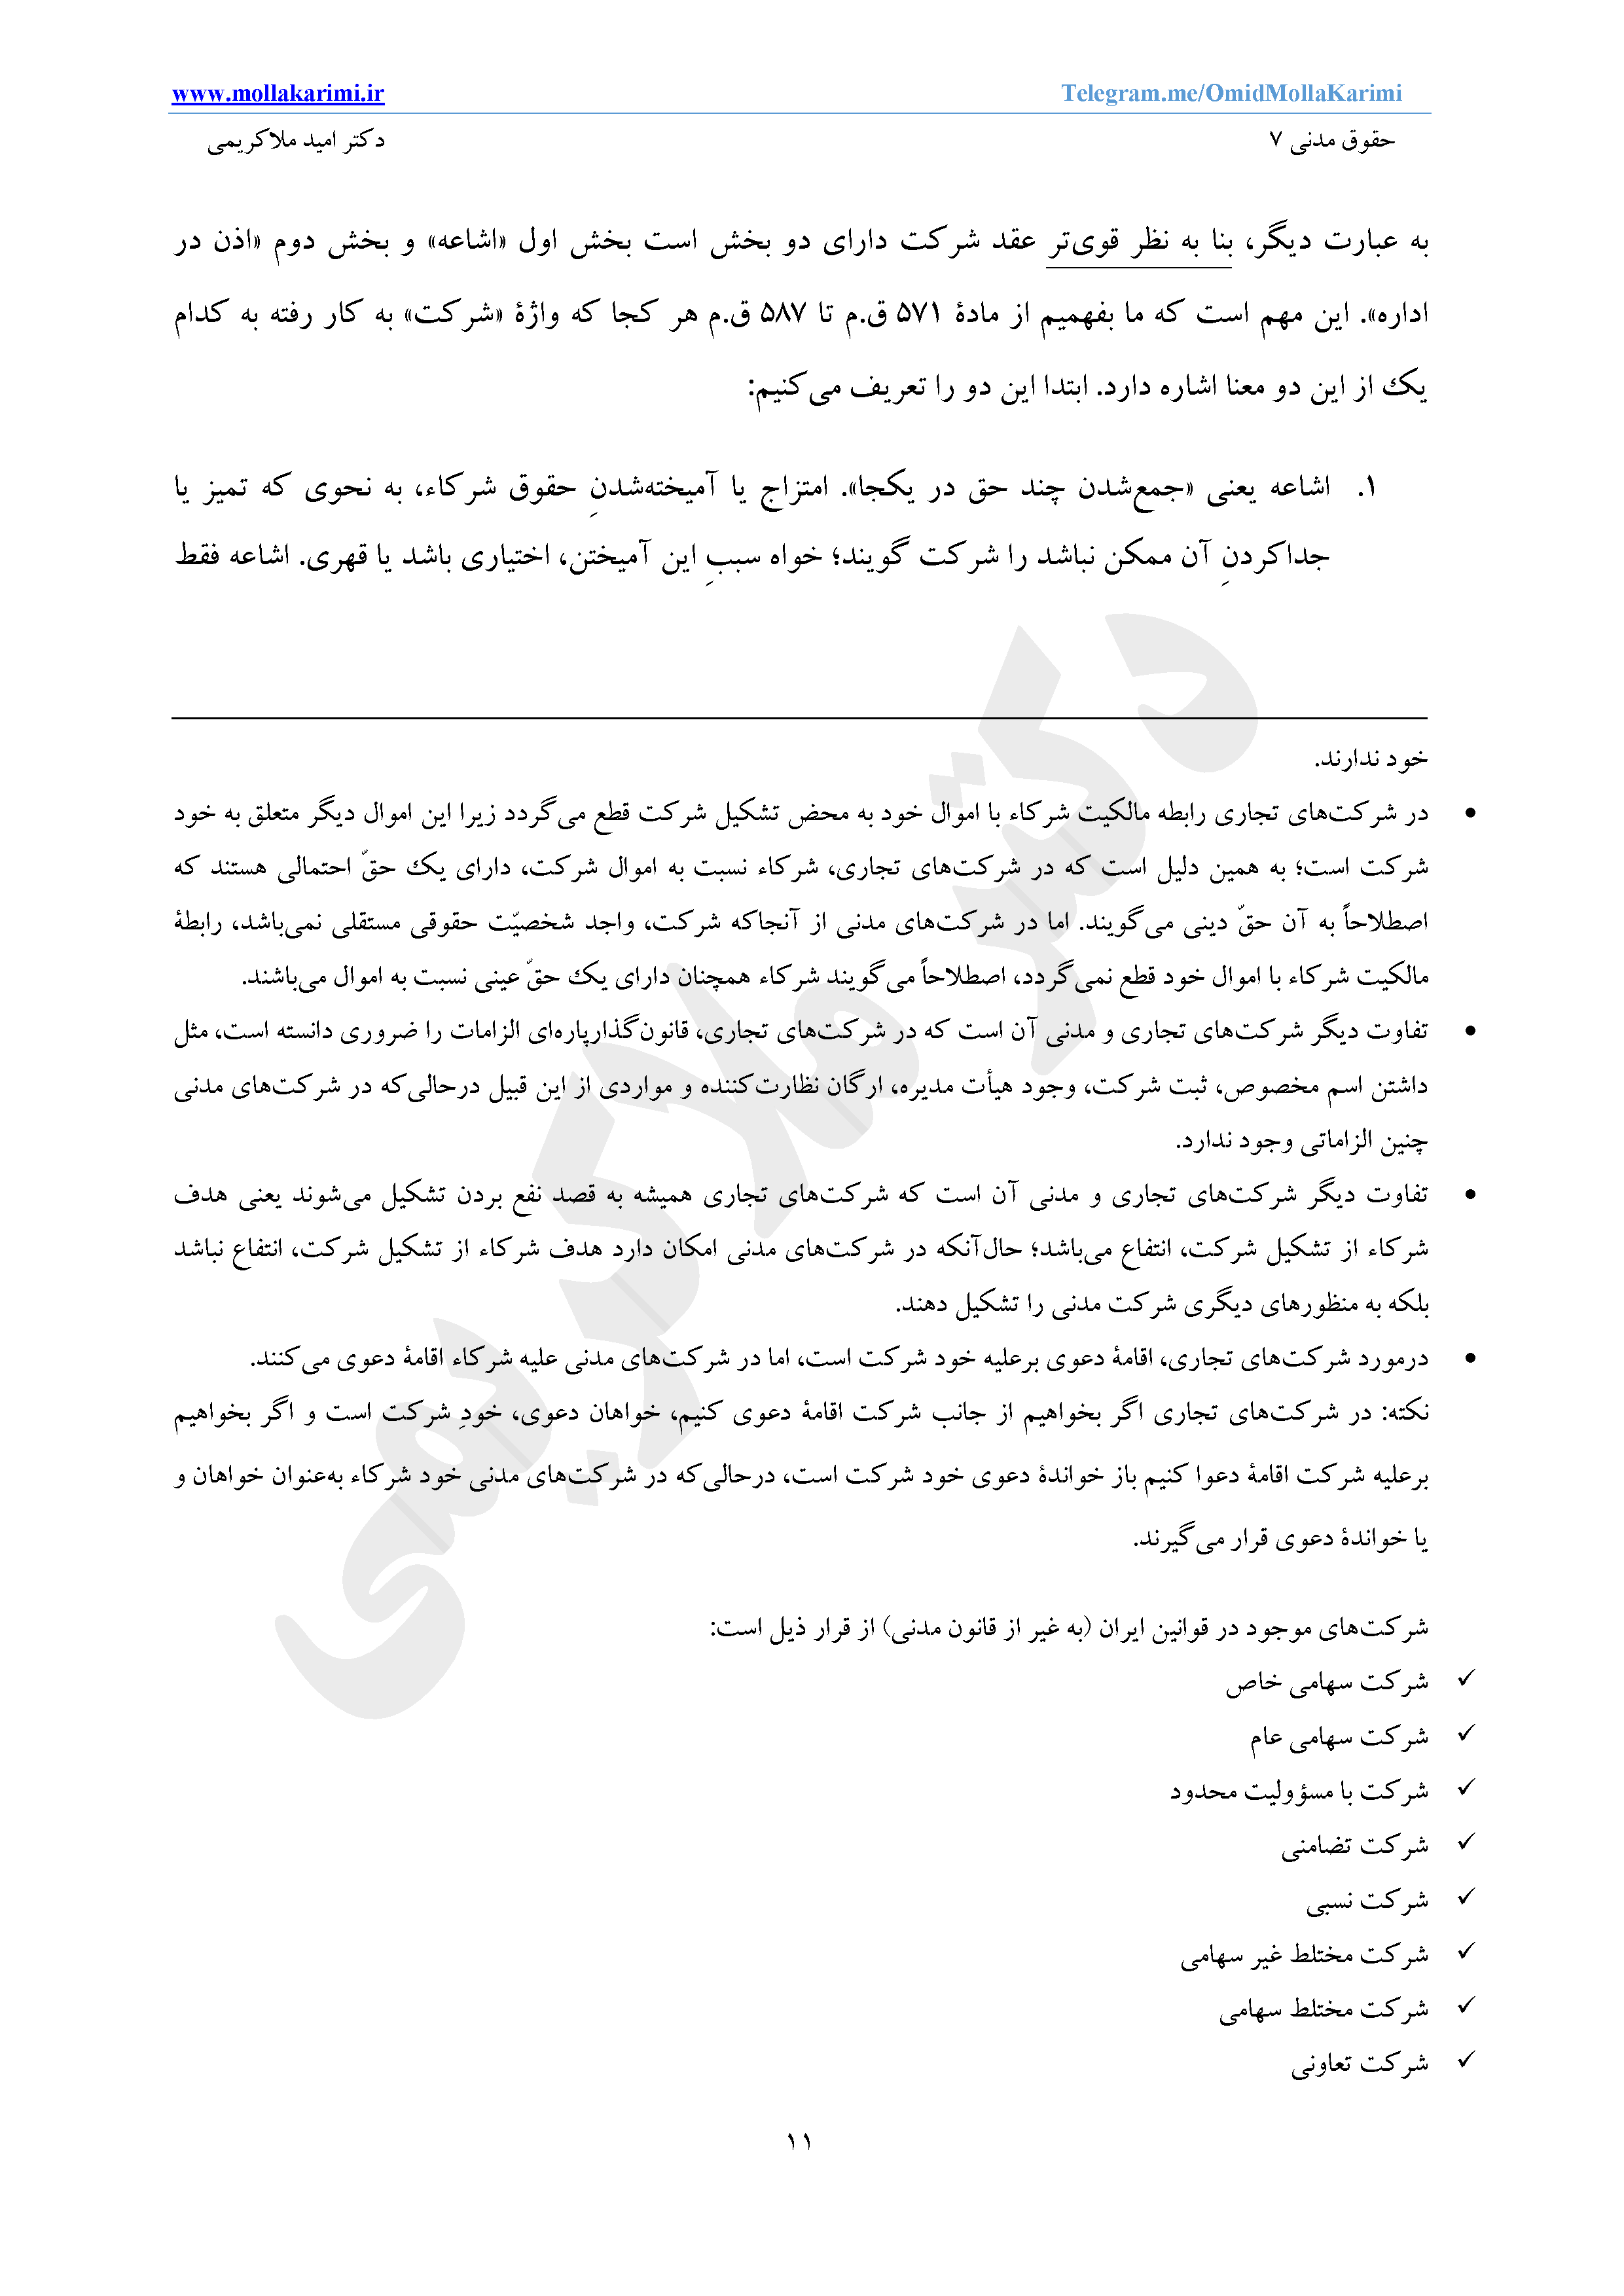 www.mollakarimi.ir
Telegram.me/OmidMollaKarimi
حقوق مدنی ۷
دکتر امید ملاکریمی
به عبارت دیگر، بنا به نظر قوی‌تر عقد شرکت دارای دو بخش است بخش اول «اشاعه» و بخش دوم «اذن در
اداره». این مهم است که ما بفهمیم از مادۀ ۵۷۱ ق.م تا ۵۸۷ ق.م هر کجا که واژۀ «شرکت» به کار رفته به کدام
یک از این دو معنا اشاره دارد. ابتدا این دو را تعریف می‌کنیم:
۱. اشاعه یعنی «جمع‌شدن چند حق در یکجا». امتزاج یا آمیخته‌شدنِ حقوق شرکاء، به نحوی که تمیز یا
جداکردنِ آن ممکن نباشد را شرکت گویند؛ خواه سببِ این آمیختن، اختیاری باشد یا قهری. اشاعه فقط
خود ندارند.
• در شرکت‌های تجاری رابطه مالکیت شرکاء با اموال خود به محض تشکیل شرکت قطع می‌گردد زیرا این اموال دیگر متعلق به خود
شرکت است؛ به همین دلیل است که در شرکت‌های تجاری، شرکاء نسبت به اموال شرکت، دارای یک حقّ احتمالی هستند که
اصطلاحاً به آن حقّ دینی می‌گویند. اما در شرکت‌های مدنی از آنجاکه شرکت، واجد شخصیّت حقوقی مستقلی نمی‌باشد، رابطۀ
مالکیت شرکاء با اموال خود قطع نمی‌گردد، اصطلاحاً می‌گویند شرکاء همچنان دارای یک حقّ عینی نسبت به اموال می‌باشند.
• تفاوت دیگر شرکت‌های تجاری و مدنی آن است که در شرکت‌های تجاری، قانون‌گذارپاره‌ای الزامات را ضروری دانسته است، مثل
داشتن اسم مخصوص، ثبت شرکت، وجود هیأت مدیره، ارگان نظارت‌کننده و مواردی از این قبیل درحالی‌که در شرکت‌های مدنی
چنین الزاماتی وجود ندارد.
• تفاوت دیگر شرکت‌های تجاری و مدنی آن است که شرکت‌های تجاری همیشه به قصد نفع بردن تشکیل می‌شوند یعنی هدف
شرکاء از تشکیل شرکت، انتفاع می‌باشد؛ حال‌آنکه در شرکت‌های مدنی امکان دارد هدف شرکاء از تشکیل شرکت، انتفاع نباشد
بلکه به منظورهای دیگری شرکت مدنی را تشکیل دهند.
• درمورد شرکت‌های تجاری، اقامۀ دعوی برعلیه خود شرکت است، اما در شرکت‌های مدنی علیه شرکاء اقامۀ دعوی می‌کنند.
نکته: در شرکت‌های تجاری اگر بخواهیم از جانب شرکت اقامۀ دعوی کنیم، خواهان دعوی، خودِ شرکت است و اگر بخواهیم
برعلیه شرکت اقامۀ دعوا کنیم باز خواندۀ دعوی خود شرکت است، درحالی‌که در شرکت‌های مدنی خود شرکاء به‌عنوان خواهان و
یا خواندۀ دعوی قرار می‌گیرند.
شرکت‌های موجود در قوانین ایران (به غیر از قانون مدنی) از قرار ذیل است:
✓ شرکت سهامی خاص
✓ شرکت سهامی عام
✓ شرکت با مسؤولیت محدود
✓ شرکت تضامنی
✓ شرکت نسبی
✓ شرکت مختلط غیر سهامی
✓ شرکت مختلط سهامی
✓ شرکت تعاونی
۱۱
دکتر ملاکریمی